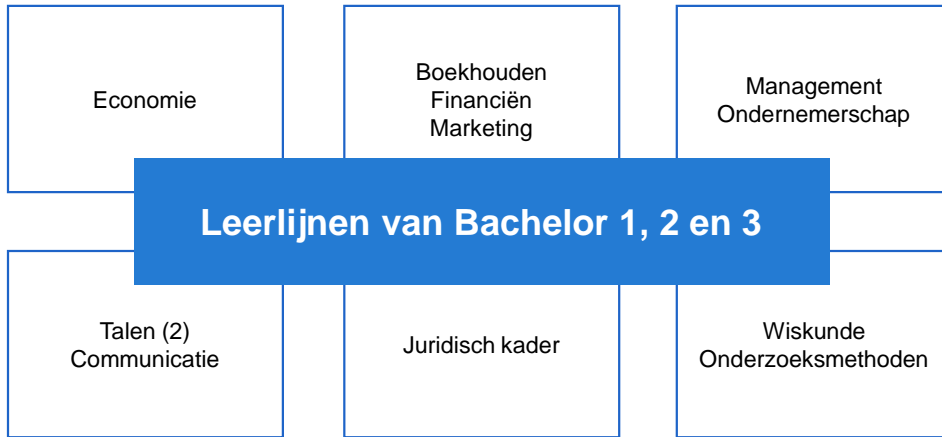 Economie
Boekhouden
Financiën
Marketing
Management
Ondernemerschap
Leerlijnen van Bachelor 1, 2 en 3
Talen (2)
Communicatie
Juridisch kader
Wiskunde
Onderzoeksmethoden